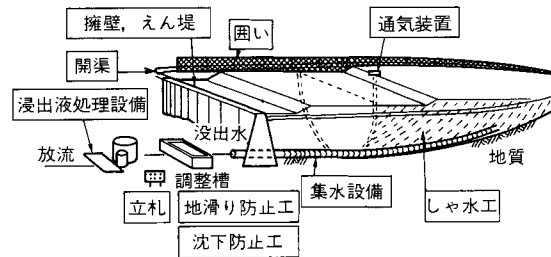 擁壁，えん堤
囲い
通気装置
開渠
浸出液処理設備
没出水
放流
調整槽
立札
地滑り防止工
沈下防止工
集水設備
しゃ水工
地質